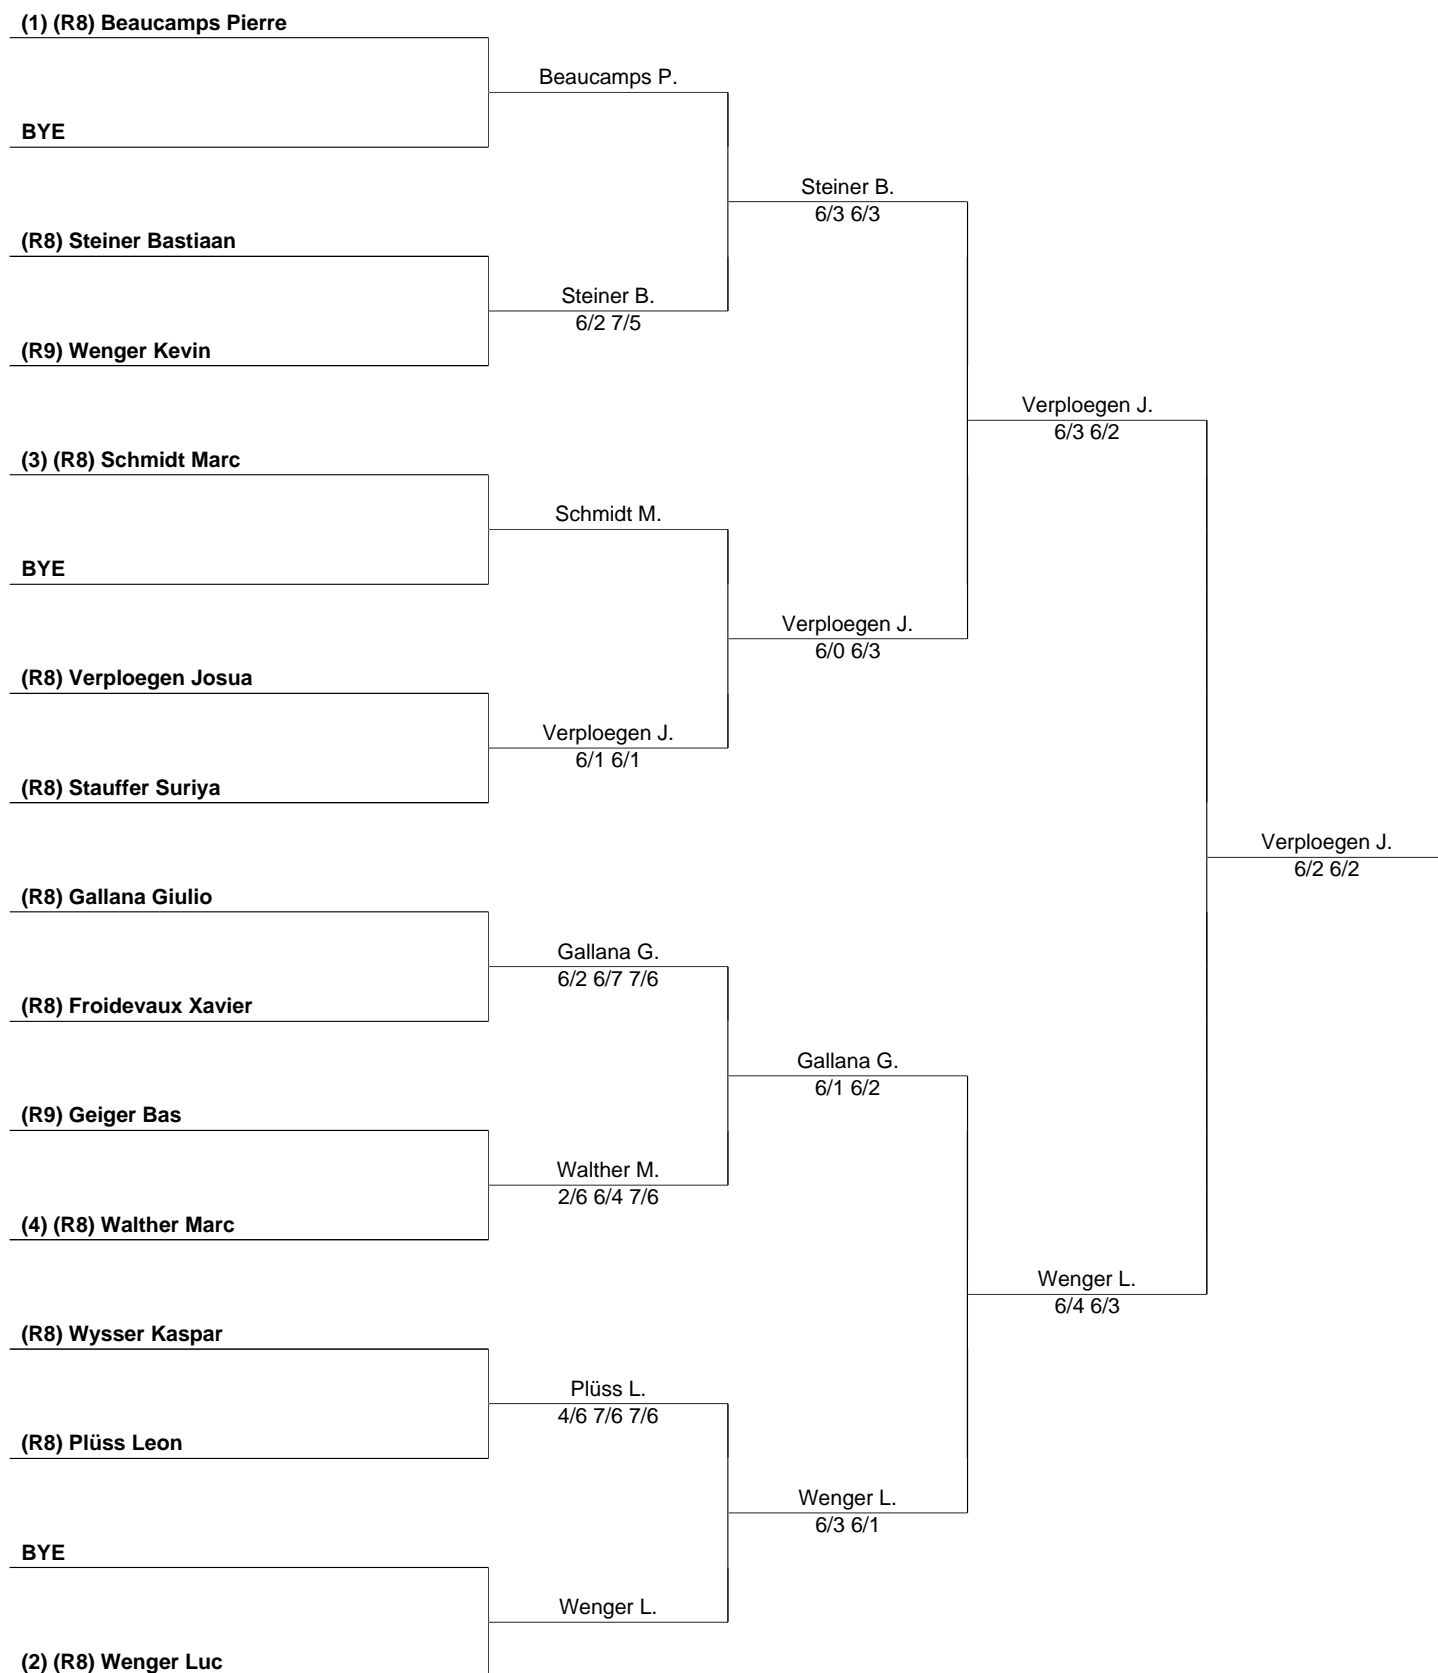 (1) (R8) Beaucamps Pierre
Beaucamps P.
BYE
Steiner B.
6/3 6/3
(R8) Steiner Bastiaan
Steiner B.
6/2 7/5
(R9) Wenger Kevin
Verploegen J.
6/3 6/2
(3) (R8) Schmidt Marc
Schmidt M.
BYE
Verploegen J.
6/0 6/3
(R8) Verploegen Josua
Verploegen J.
6/1 6/1
(R8) Stauffer Suriya
Verploegen J.
6/2 6/2
(R8) Gallana Giulio
Gallana G.
6/2 6/7 7/6
(R8) Froidevaux Xavier
Gallana G.
6/1 6/2
(R9) Geiger Bas
Walther M.
2/6 6/4 7/6
(4) (R8) Walther Marc
Wenger L.
6/4 6/3
(R8) Wysser Kaspar
Plüss L.
4/6 7/6 7/6
(R8) Plüss Leon
Wenger L.
6/3 6/1
BYE
Wenger L.
(2) (R8) Wenger Luc